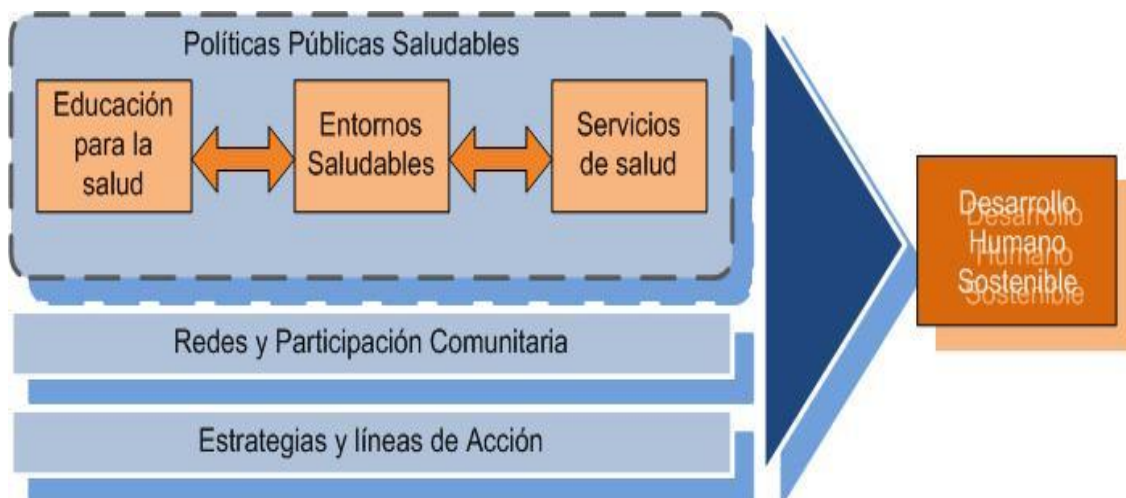 Políticas Públicas Saludables
Educación
para la
salud
Entornos
Saludables
Servicios
de salud
Redes y Participación Comunitaria
Estrategias y líneas de Acción
Desarrollo
Humano
Sostenible